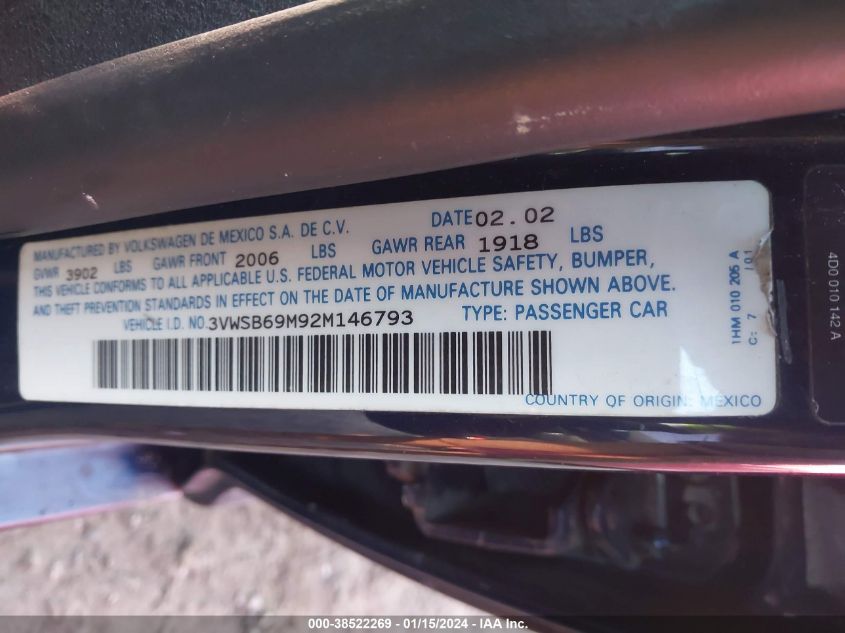 MANUFACTURED BY VOLKSWAGEN DE MEXICO S.A. DE C.V. DATE 02.02
GVWR 3902 LBS GAWR FRONT 2006 LBS GAWR REAR 1918 LBS
THIS VEHICLE CONFORMS TO ALL APPLICABLE U.S. FEDERAL MOTOR VEHICLE SAFETY, BUMPER,
AND THEFT PREVENTION STANDARDS IN EFFECT ON THE DATE OF MANUFACTURE SHOWN ABOVE.
VEHICLE I.D. NO. 3VWSB69M92M146793 TYPE: PASSENGER CAR
COUNTRY OF ORIGIN: MEXICO
1HM 010 206 A
C: 7 /01
4D0 010 142 A
000-38522269 - 01/15/2024 - IAA Inc.